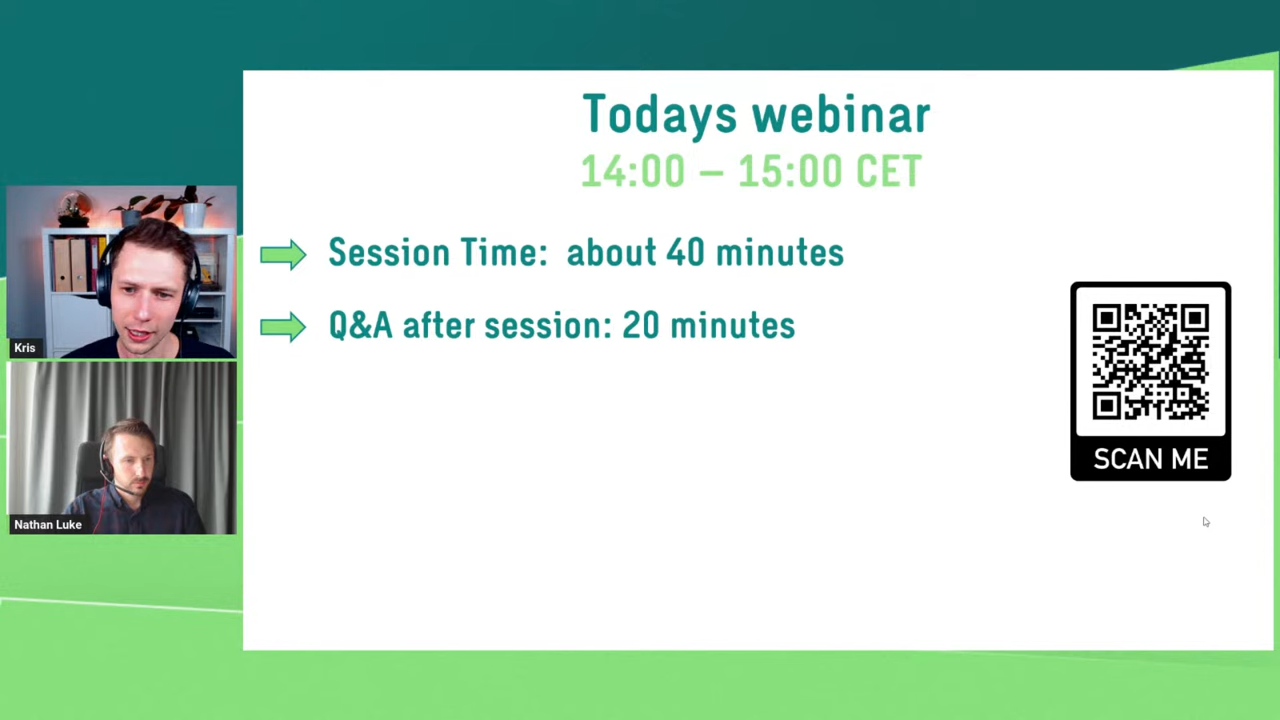 Todays webinar
14:00 – 15:00 CET
Session Time: about 40 minutes
Q&A after session: 20 minutes
SCAN ME
Kris
Nathan Luke